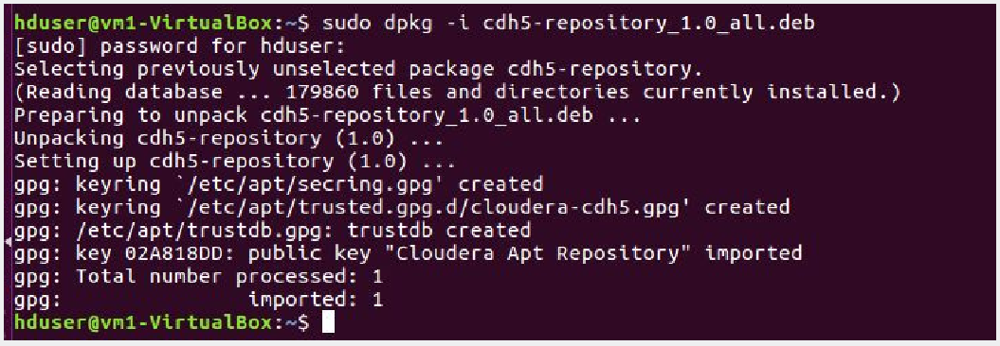 hduser@vm1-VirtualBox:~$ sudo dpkg -i cdh5-repository_1.0_all.deb
[sudo] password for hduser:
Selecting previously unselected package cdh5-repository.
(Reading database ... 179860 files and directories currently installed.)
Preparing to unpack cdh5-repository_1.0_all.deb ...
Unpacking cdh5-repository (1.0) ...
Setting up cdh5-repository (1.0) ...
gpg: keyring `/etc/apt/secring.gpg' created
gpg: keyring `/etc/apt/trusted.gpg.d/cloudera-cdh5.gpg' created
gpg: /etc/apt/trustdb.gpg: trustdb created
gpg: key 02A818DD: public key "Cloudera Apt Repository" imported
gpg: Total number processed: 1
gpg:               imported: 1
hduser@vm1-VirtualBox:~$